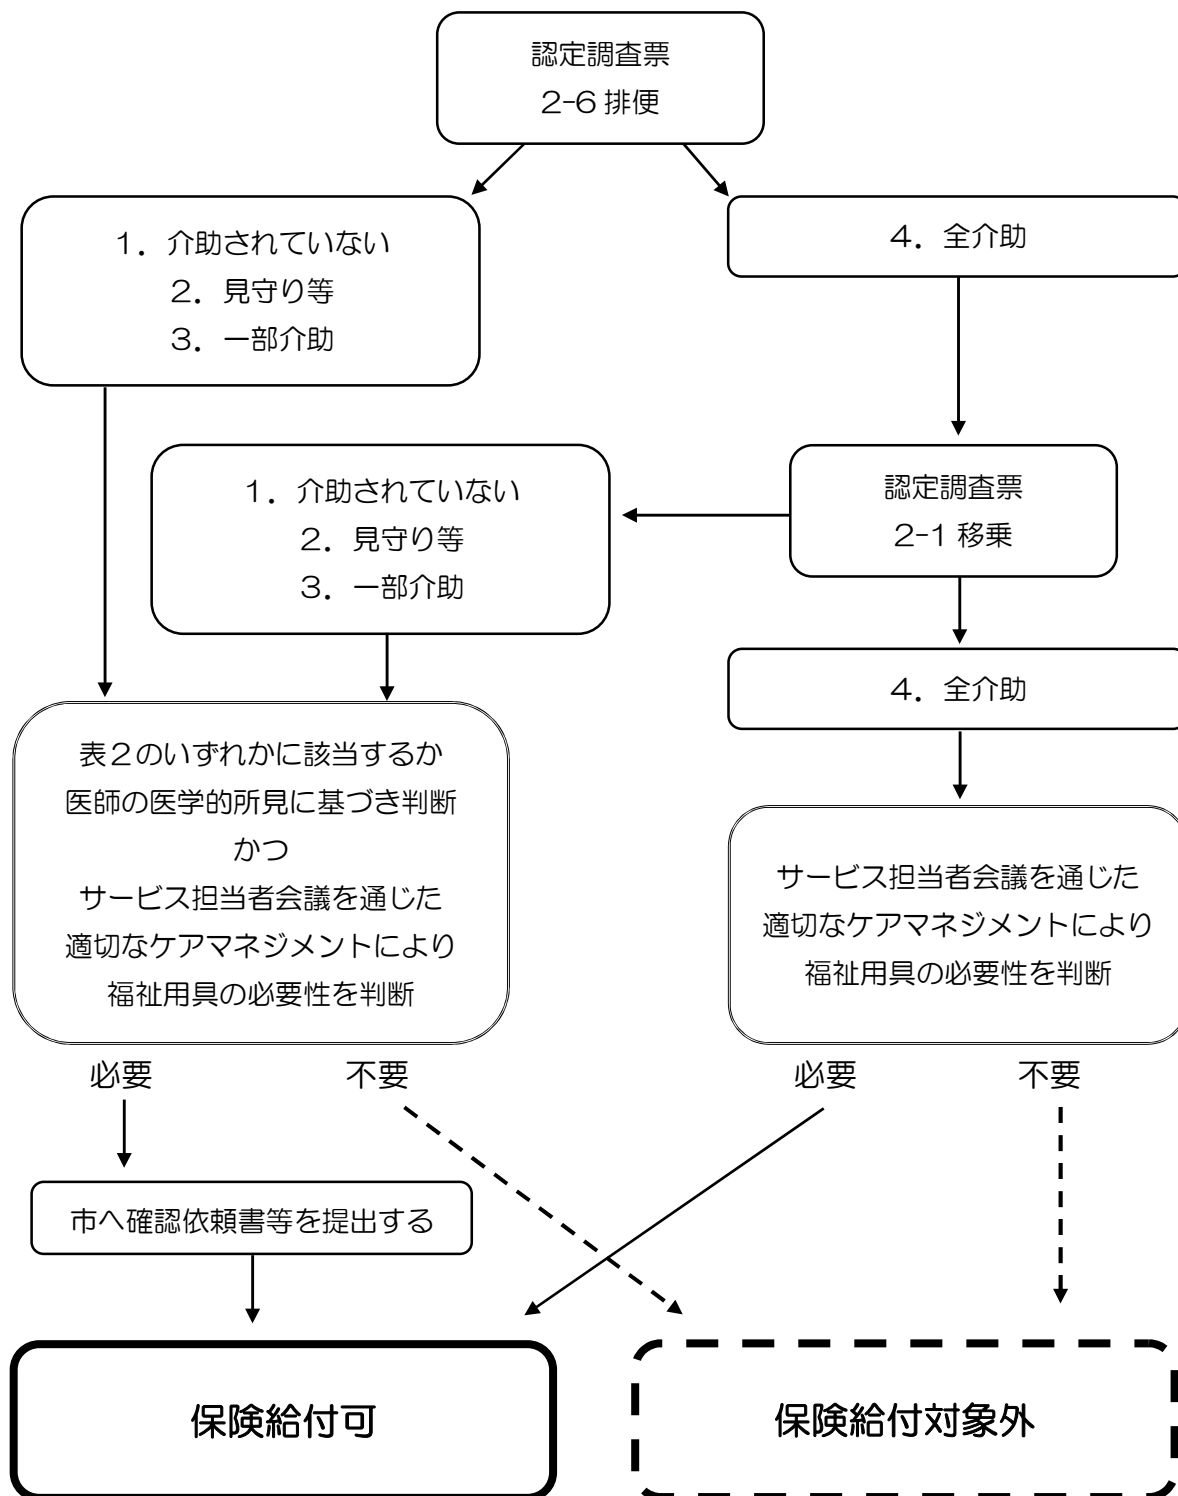 認定調査票
2-6 排便
1．介助されていない
2．見守り等
3．一部介助
4．全介助
1．介助されていない
2．見守り等
3．一部介助
認定調査票
2-1 移乗
4．全介助
表２のいずれかに該当するか
医師の医学的所見に基づき判断
かつ
サービス担当者会議を通じた
適切なケアマネジメントにより
福祉用具の必要性を判断
サービス担当者会議を通じた
適切なケアマネジメントにより
福祉用具の必要性を判断
必要
不要
必要
不要
市へ確認依頼書等を提出する
保険給付可
保険給付対象外